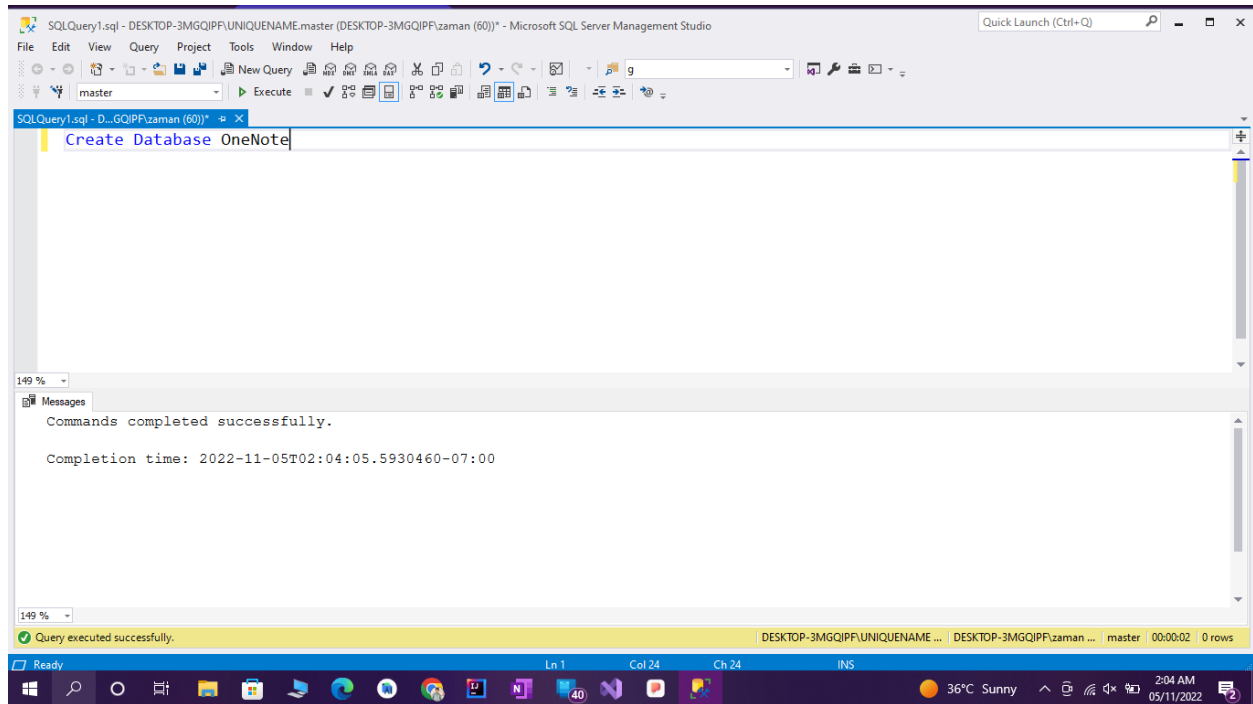 SQLQuery1.sql - DESKTOP-3MGQIPF\UNIQUENAME.master (DESKTOP-3MGQIPF\zaman (60))* - Microsoft SQL Server Management Studio
Quick Launch (Ctrl+Q)
File Edit View Query Project Tools Window Help
New Query
g
master
Execute
SQLQuery1.sql - D...GQIPF\zaman (60))*
Create Database OneNote
149 %
Messages
Commands completed successfully.
Completion time: 2022-11-05T02:04:05.5930460-07:00
149 %
Query executed successfully.
DESKTOP-3MGQIPF\UNIQUENAME ... DESKTOP-3MGQIPF\zaman ... master 00:00:02 0 rows
Ready Ln 1 Col 24 Ch 24 INS
40
36°C Sunny
2:04 AM
05/11/2022
2